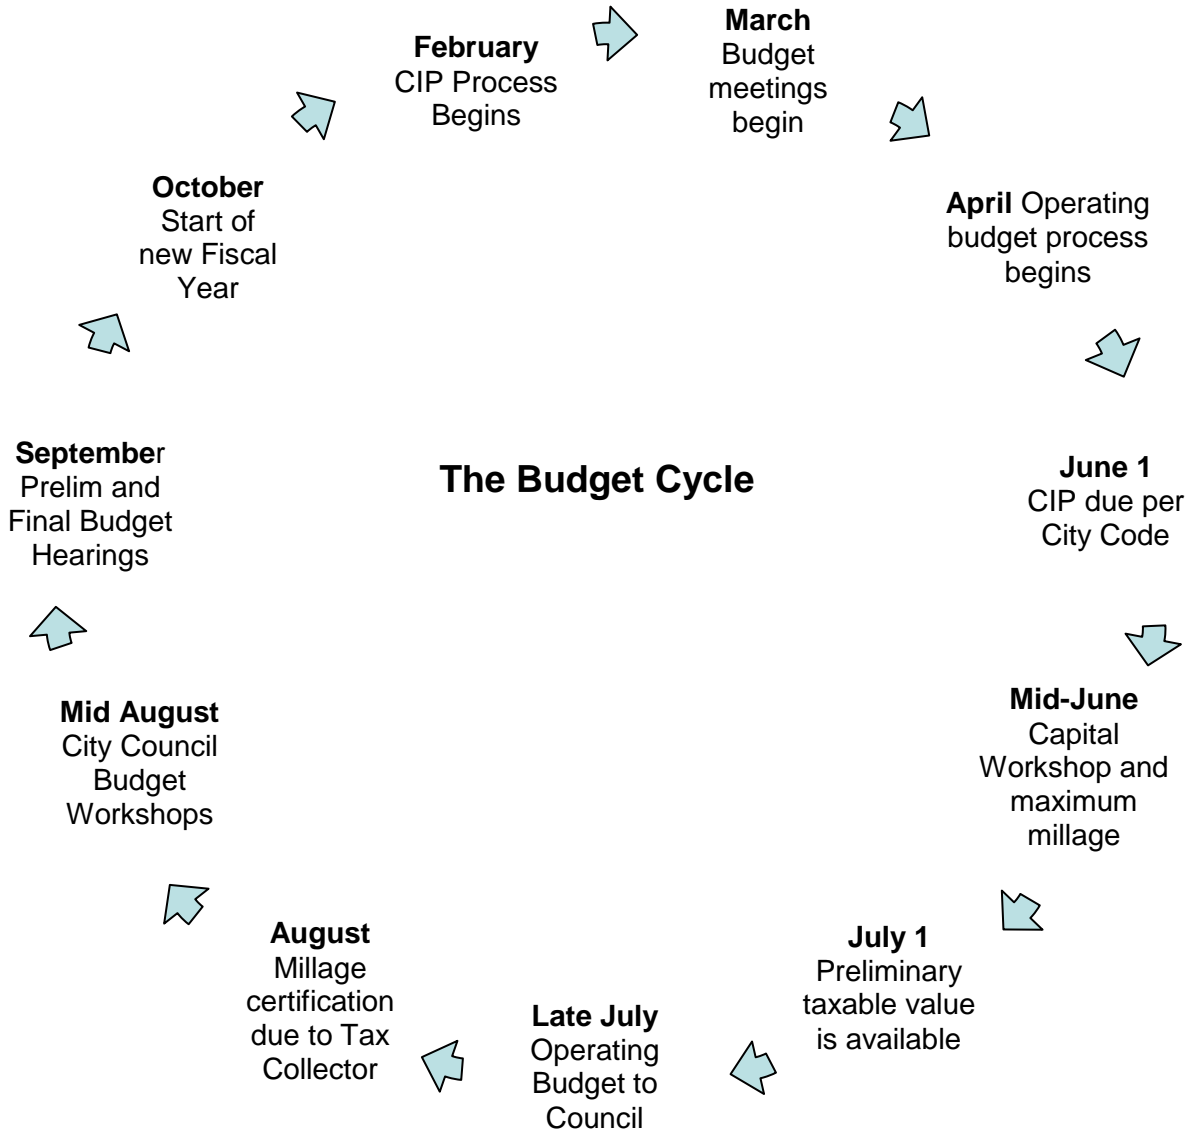 February
CIP Process
Begins
March
Budget
meetings
begin
April Operating
budget process
begins
June 1
CIP due per
City Code
Mid-June
Capital
Workshop and
maximum
millage
July 1
Preliminary
taxable value
is available
Late July
Operating
Budget to
Council
August
Millage
certification
due to Tax
Collector
Mid August
City Council
Budget
Workshops
September
Prelim and
Final Budget
Hearings
October
Start of
new Fiscal
Year
The Budget Cycle